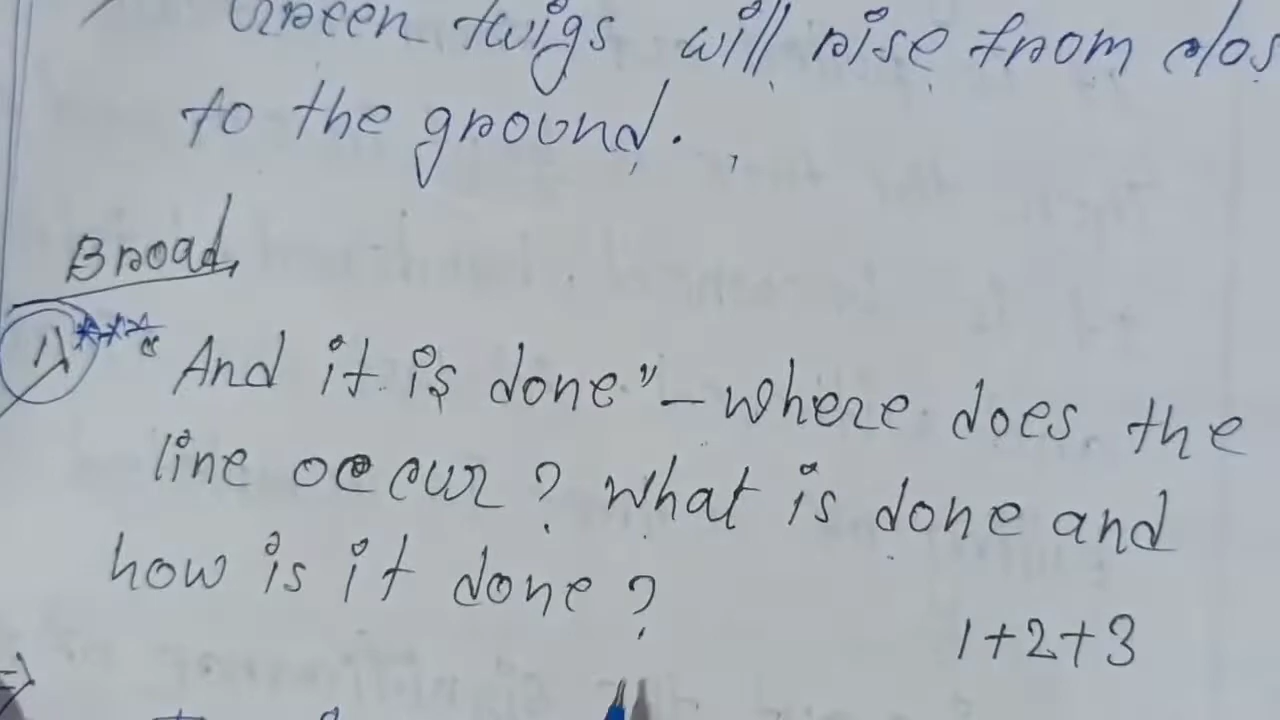 Green twigs will rise from clos
to the ground.
Broad
1) *** "And it is done" – where does the
line occur? What is done and
how is it done?
1+2+3
⇒